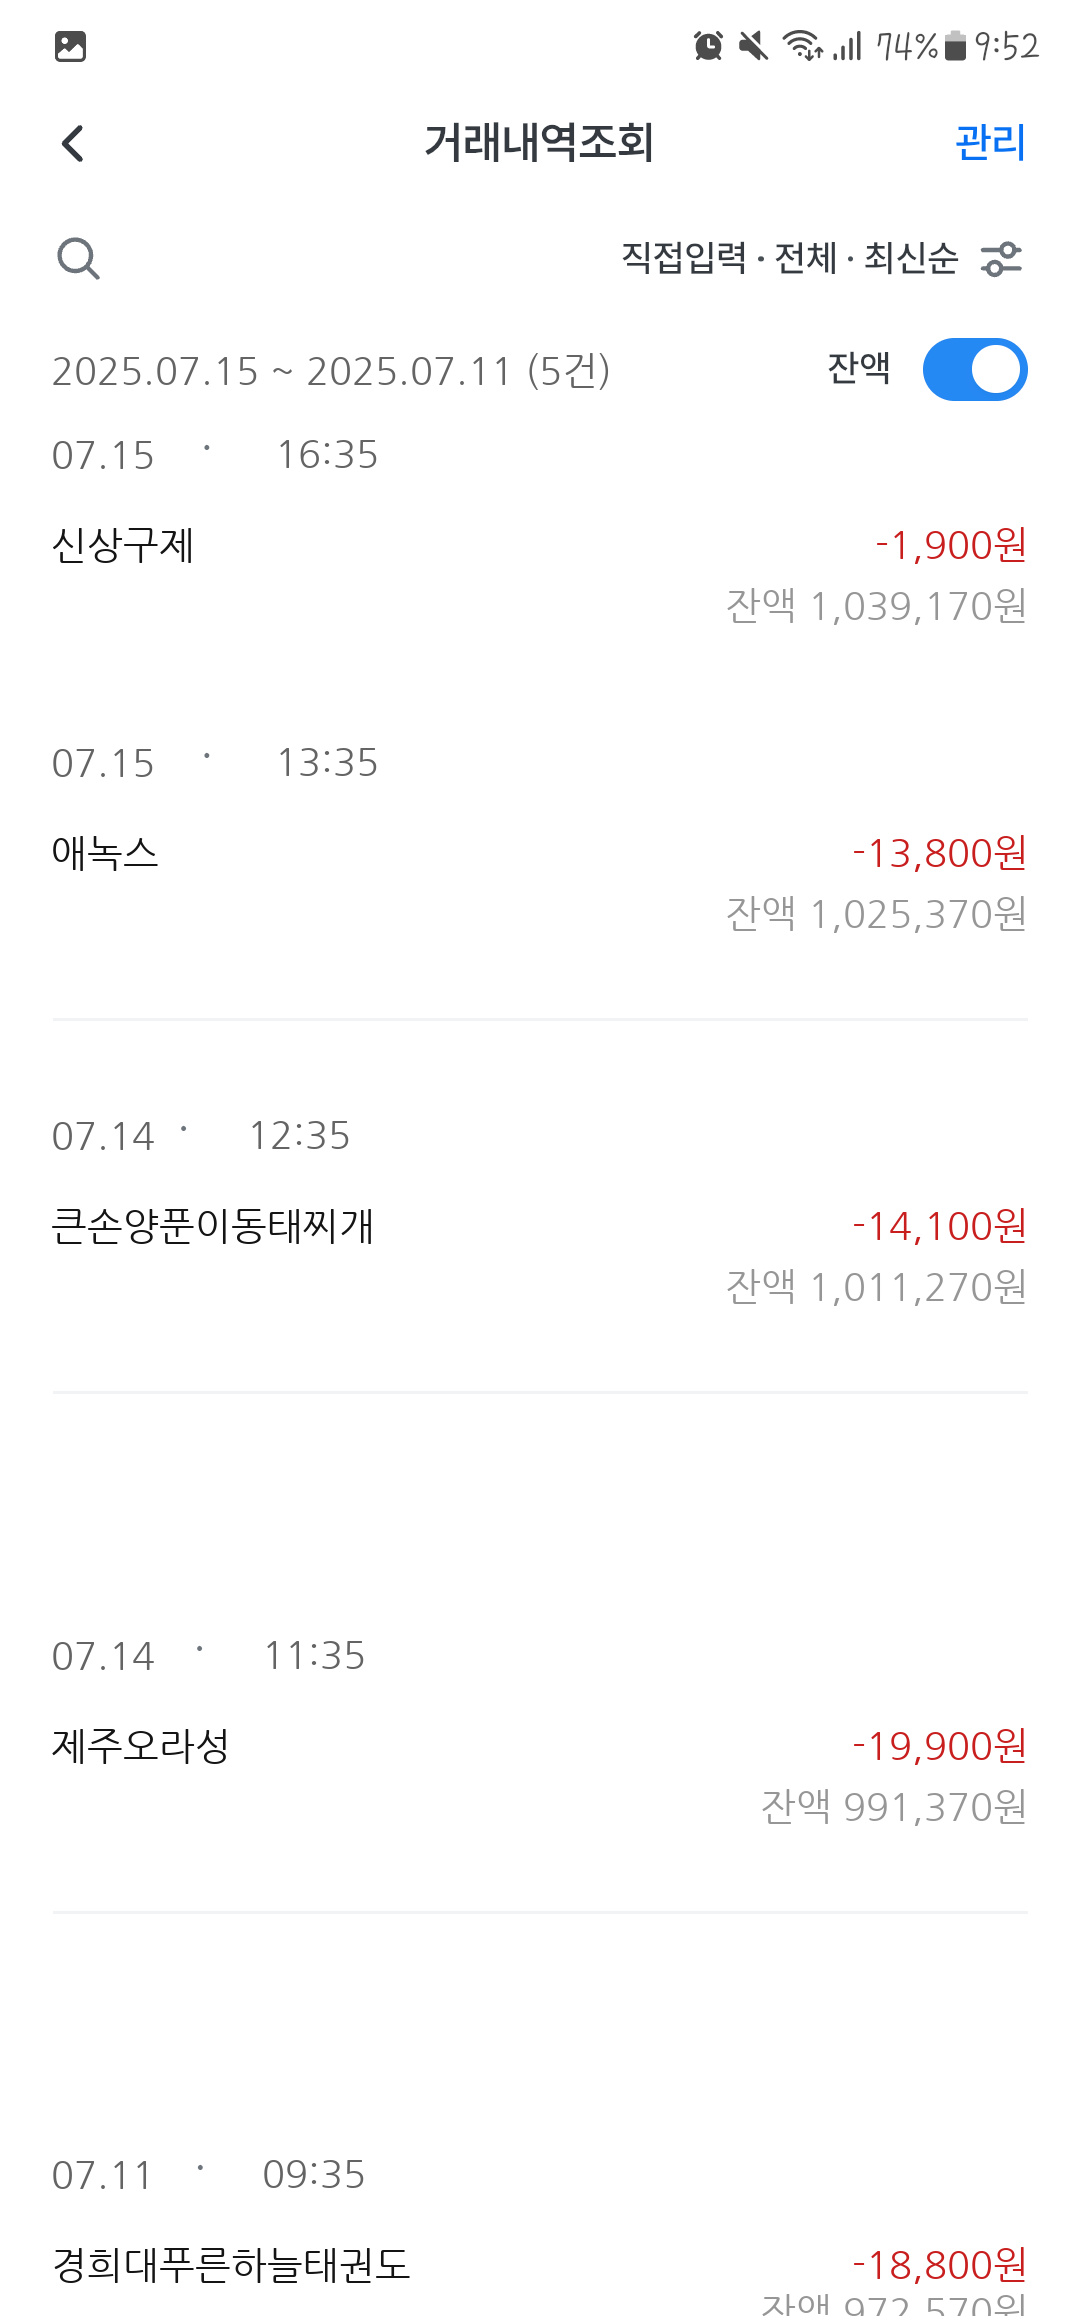 74% 9:52
거래내역조회 관리
직접입력 · 전체 · 최신순
2025.07.15 ~ 2025.07.11 (5건) 잔액
07.15 · 16:35
신상구제 -1,900원
잔액 1,039,170원
07.15 · 13:35
애녹스 -13,800원
잔액 1,025,370원
07.14 · 12:35
큰손양푼이동태찌개 -14,100원
잔액 1,011,270원
07.14 · 11:35
제주오라성 -19,900원
잔액 991,370원
07.11 · 09:35
경희대푸른하늘태권도 -18,800원
잔액 972,570원